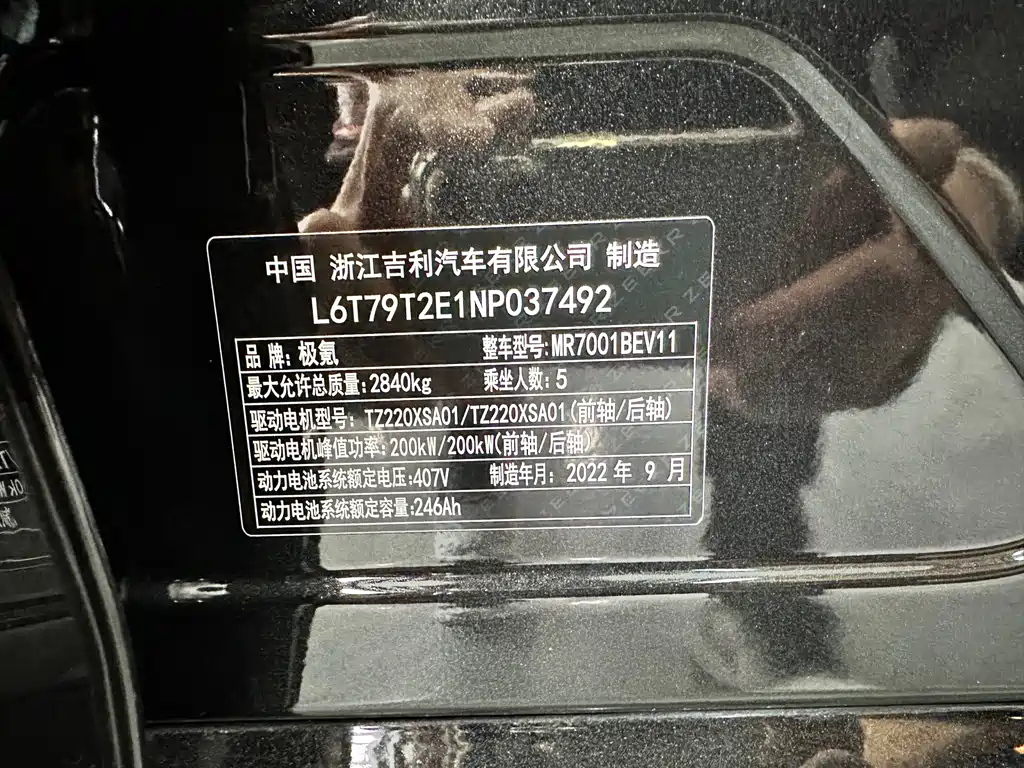 中国 浙江吉利汽车有限公司 制造
L6T79T2E1NP037492
品牌:极氪 整车型号:MR7001BEV11
最大允许总质量:2840kg 乘坐人数:5
驱动电机型号: TZ220XSA01/TZ220XSA01(前轴/后轴)
驱动电机峰值功率:200kW/200kW(前轴/后轴)
动力电池系统额定电压:407V 制造年月: 2022年 9 月
动力电池系统额定容量:246Ah